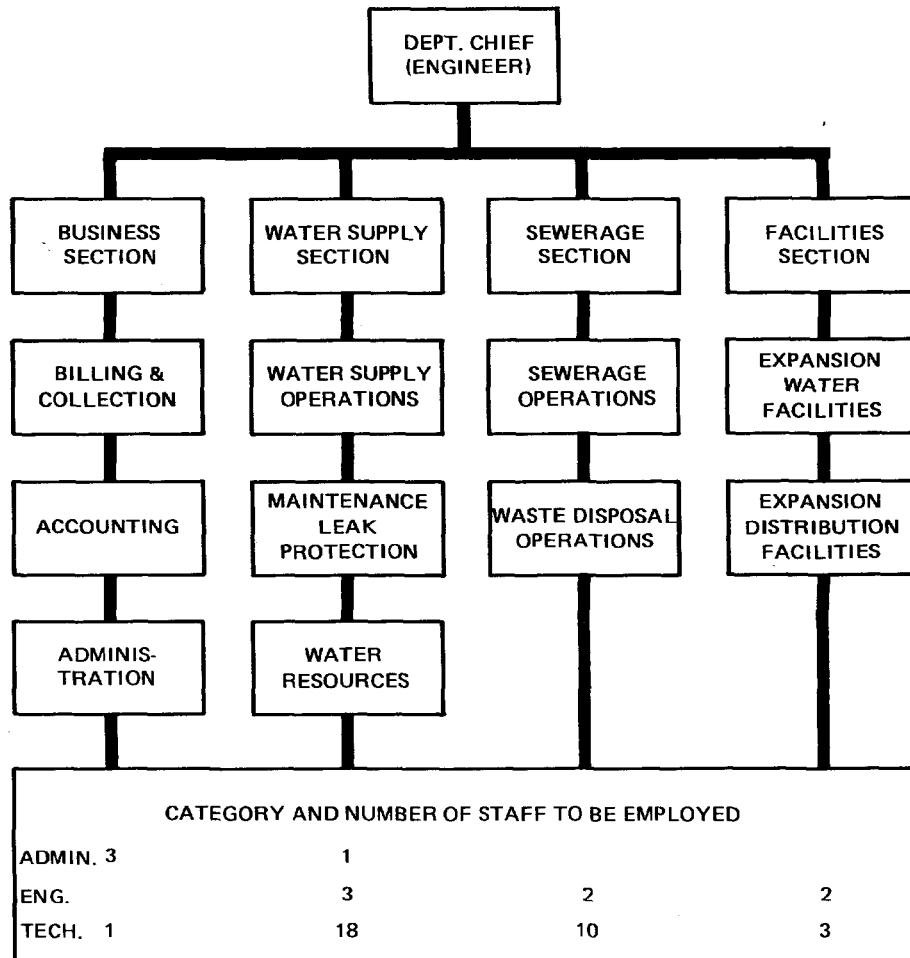 DEPT. CHIEF
(ENGINEER)
BUSINESS
SECTION
WATER SUPPLY
SECTION
SEWERAGE
SECTION
FACILITIES
SECTION
BILLING &
COLLECTION
WATER SUPPLY
OPERATIONS
SEWERAGE
OPERATIONS
EXPANSION
WATER
FACILITIES
ACCOUNTING
MAINTENANCE
LEAK
PROTECTION
WASTE DISPOSAL
OPERATIONS
EXPANSION
DISTRIBUTION
FACILITIES
ADMINIS-
TRATION
WATER
RESOURCES
CATEGORY AND NUMBER OF STAFF TO BE EMPLOYED
ADMIN. 3 1
ENG. 3 2 2
TECH. 1 18 10 3